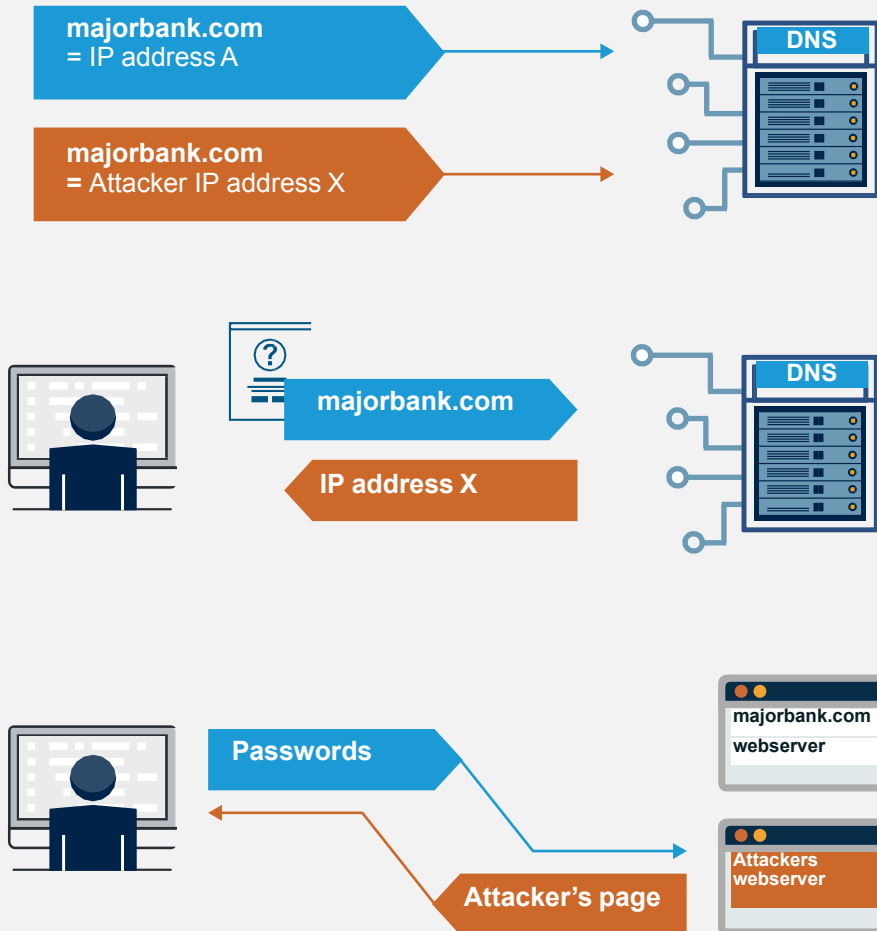 majorbank.com
= IP address A
DNS
majorbank.com
= Attacker IP address X
?
majorbank.com
DNS
IP address X
Passwords
majorbank.com
webserver
Attackers
webserver
Attacker's page